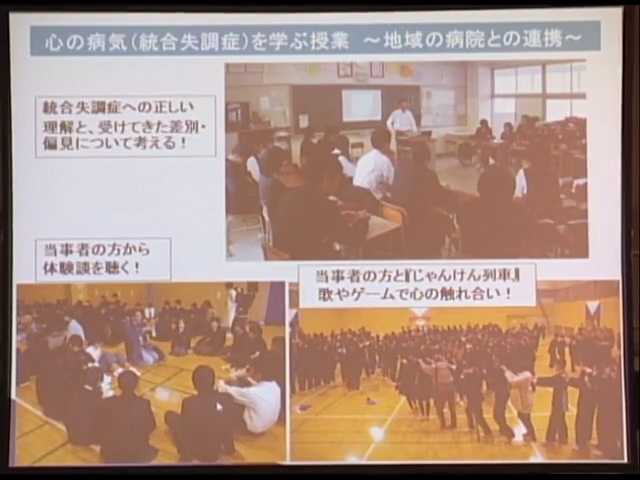 心の病気(統合失調症)を学ぶ授業 ～地域の病院との連携～
統合失調症への正しい
理解と、受けてきた差別・
偏見について考える!
当事者の方から
体験談を聴く!
当事者の方と『じゃんけん列車』
歌やゲームで心の触れ合い!